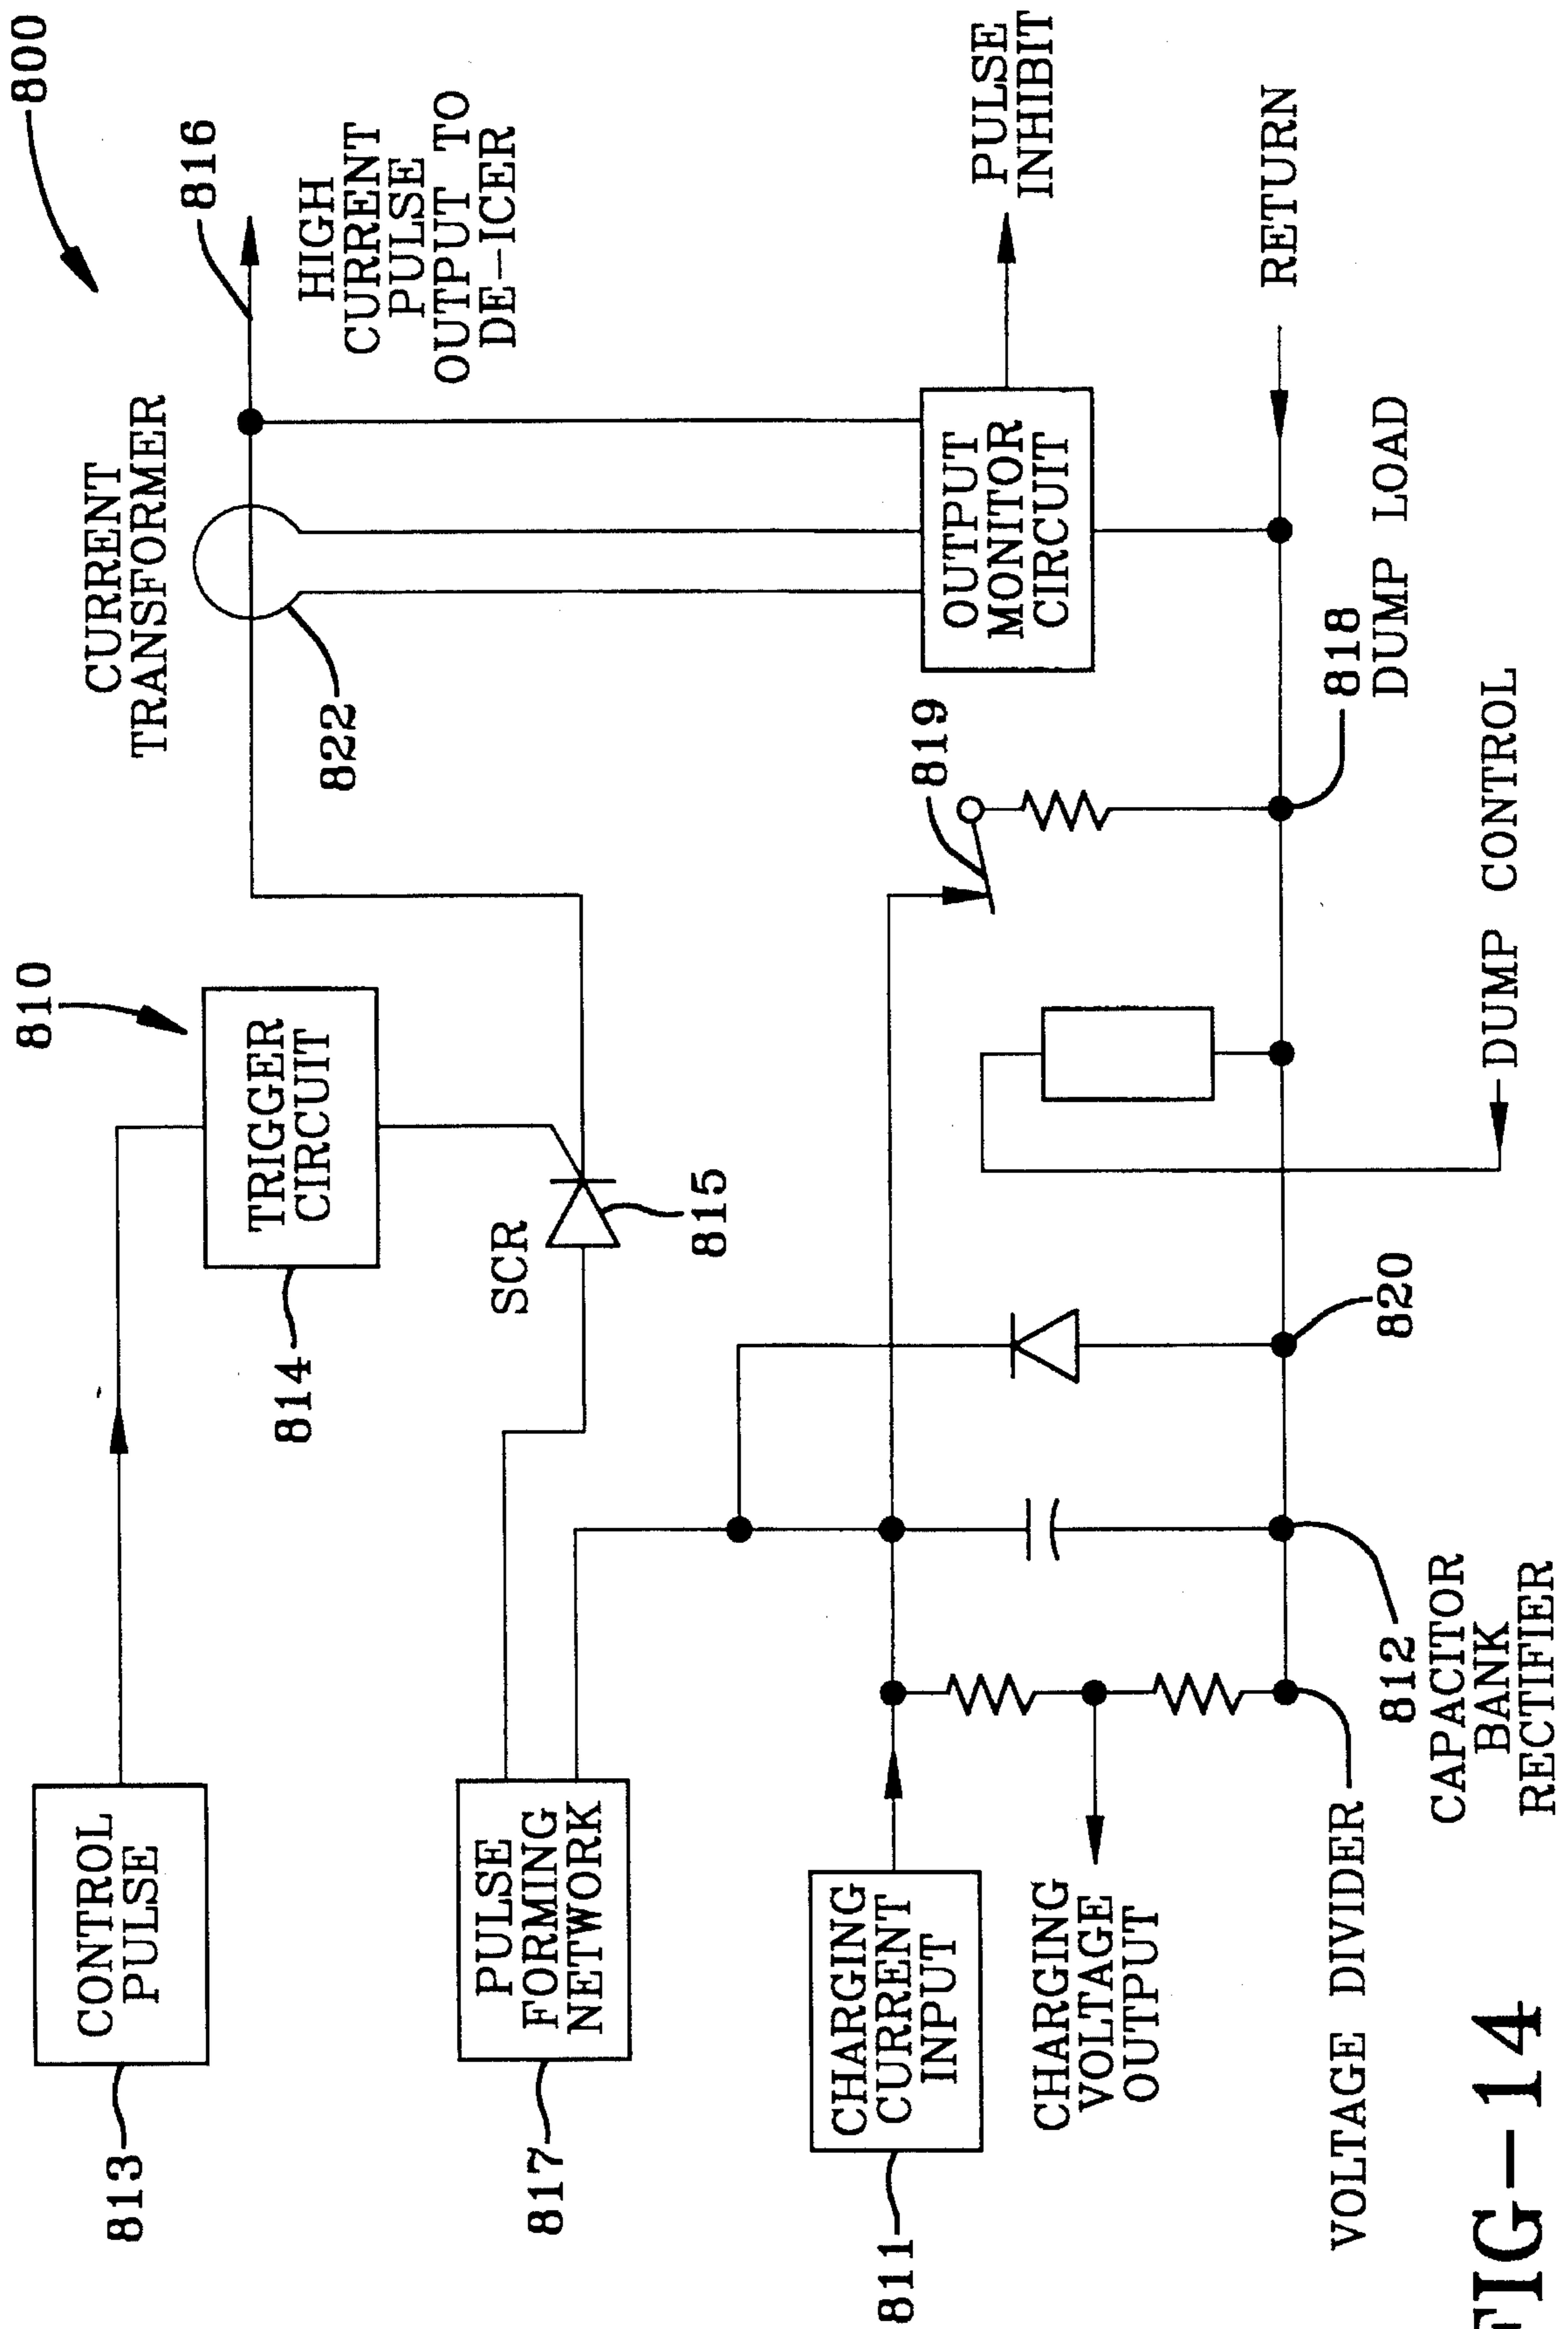 800
816
CURRENT
TRANSFORMER
HIGH
CURRENT
PULSE
OUTPUT TO
DE-ICER
822
810
TRIGGER
CIRCUIT
814
SCR
815
CONTROL
PULSE
813
PULSE
FORMING
NETWORK
817
819
OUTPUT
MONITOR
CIRCUIT
PULSE
INHIBIT
RETURN
CHARGING
CURRENT
INPUT
811
CHARGING
VOLTAGE
OUTPUT
VOLTAGE DIVIDER
812
CAPACITOR
BANK
RECTIFIER
820
818
DUMP LOAD
DUMP CONTROL
FIG-14